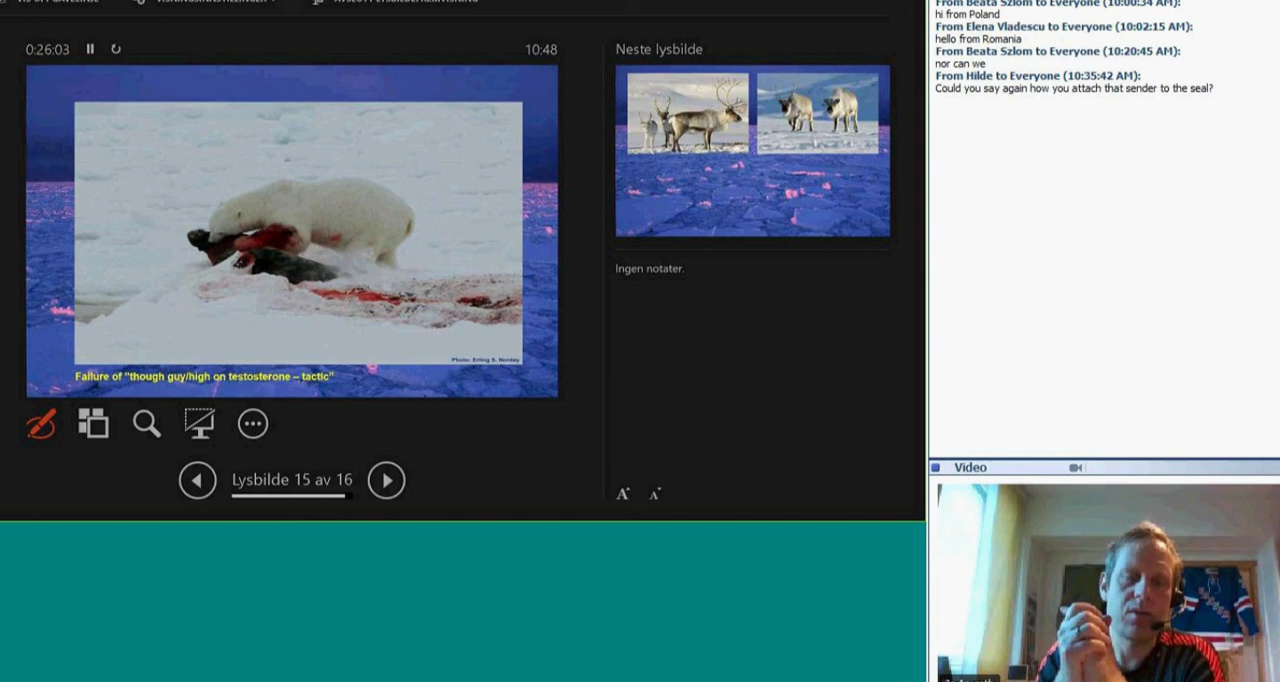 0:26:03
10:48
Neste lysbilde
Photo: Erling S. Nordøy
Failure of "though guy/high on testosterone – tactic"
Ingen notater.
Lysbilde 15 av 16
A A
From Beata Szlom to Everyone (10:00:34 AM):
hi from Poland
From Elena Vladescu to Everyone (10:02:15 AM):
hello from Romania
From Beata Szlom to Everyone (10:20:45 AM):
nor can we
From Hilde to Everyone (10:35:42 AM):
Could you say again how you attach that sender to the seal?
Video